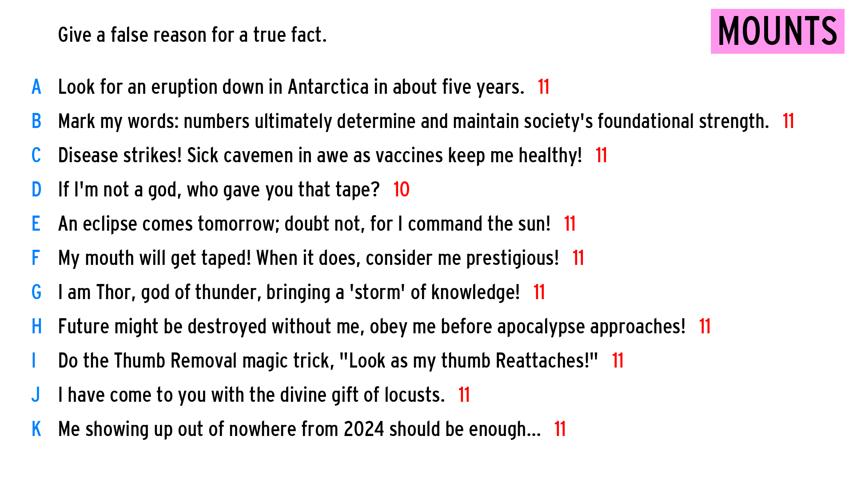 Give a false reason for a true fact.
MOUNTS
A Look for an eruption down in Antarctica in about five years. 11
B Mark my words: numbers ultimately determine and maintain society's foundational strength. 11
C Disease strikes! Sick cavemen in awe as vaccines keep me healthy! 11
D If I'm not a god, who gave you that tape? 10
E An eclipse comes tomorrow; doubt not, for I command the sun! 11
F My mouth will get taped! When it does, consider me prestigious! 11
G I am Thor, god of thunder, bringing a 'storm' of knowledge! 11
H Future might be destroyed without me, obey me before apocalypse approaches! 11
I Do the Thumb Removal magic trick, "Look as my thumb Reattaches!" 11
J I have come to you with the divine gift of locusts. 11
K Me showing up out of nowhere from 2024 should be enough... 11